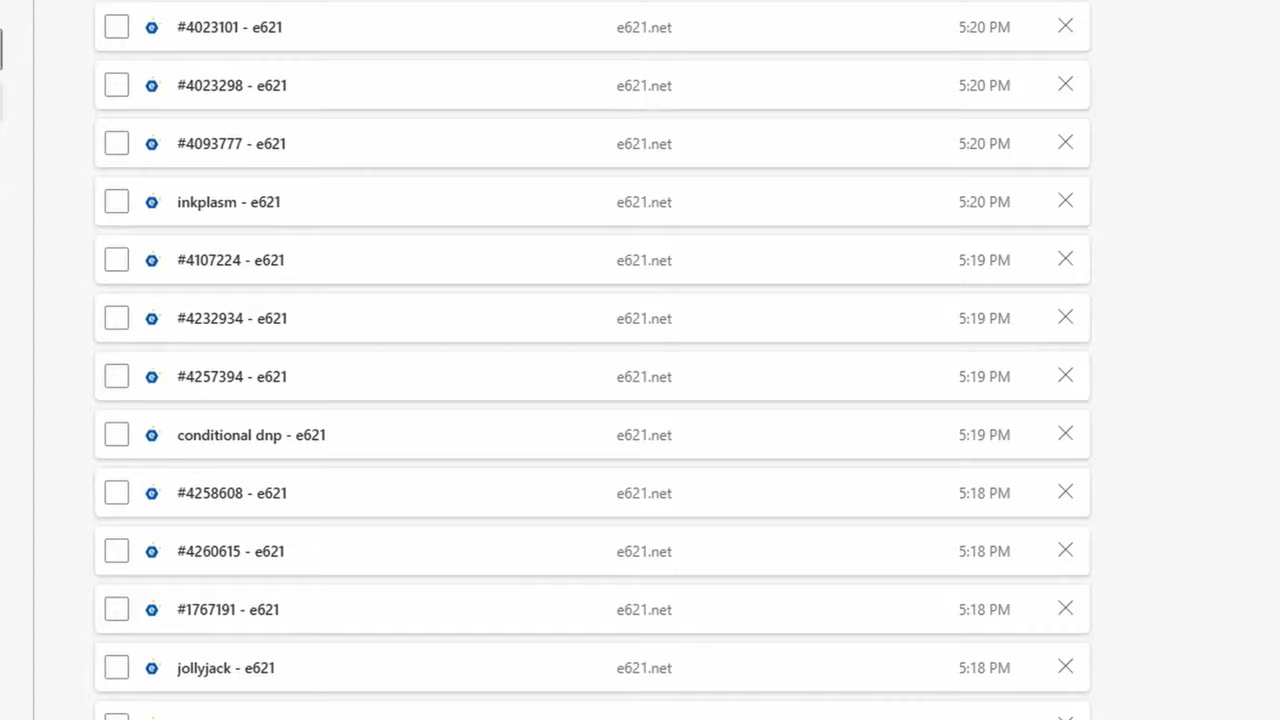 #4023101 - e621 e621.net 5:20 PM
#4023298 - e621 e621.net 5:20 PM
#4093777 - e621 e621.net 5:20 PM
inkplasm - e621 e621.net 5:20 PM
#4107224 - e621 e621.net 5:19 PM
#4232934 - e621 e621.net 5:19 PM
#4257394 - e621 e621.net 5:19 PM
conditional dnp - e621 e621.net 5:19 PM
#4258608 - e621 e621.net 5:18 PM
#4260615 - e621 e621.net 5:18 PM
#1767191 - e621 e621.net 5:18 PM
jollyjack - e621 e621.net 5:18 PM